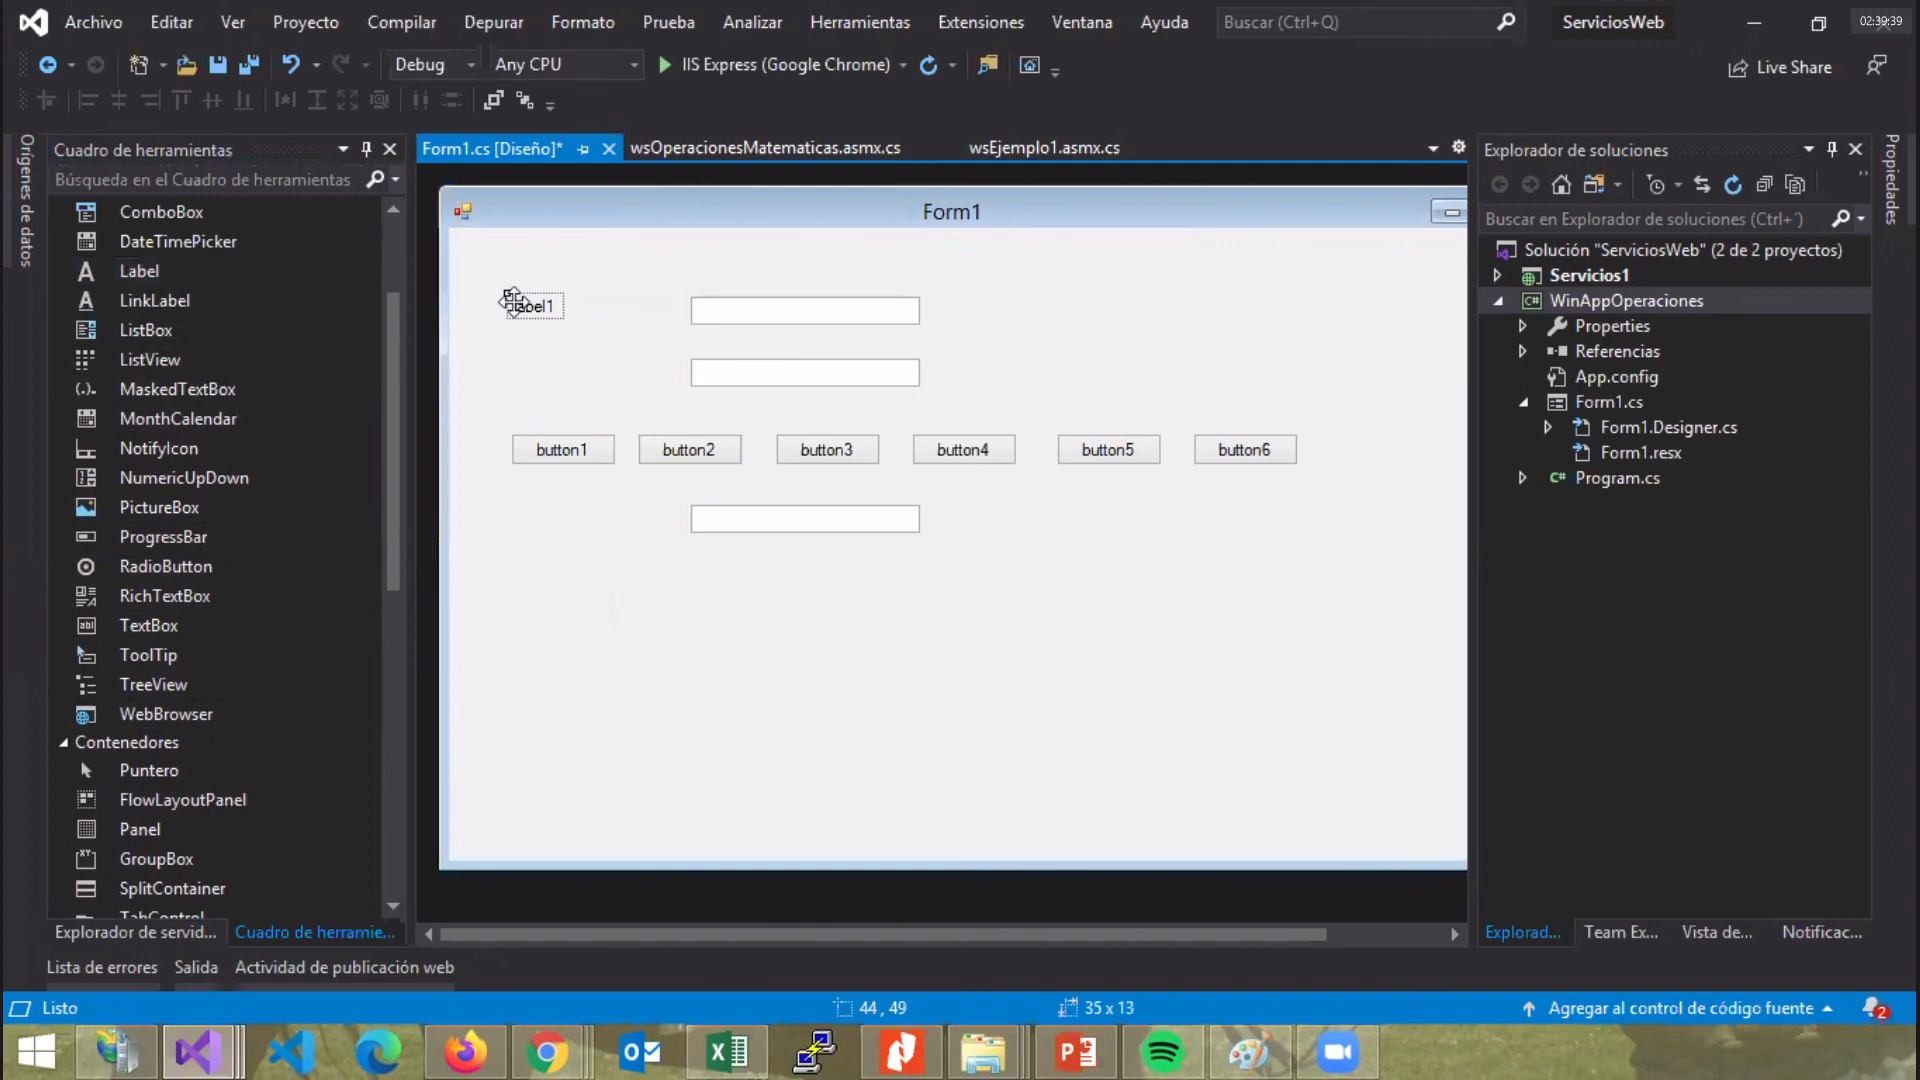 Archivo Editar Ver Proyecto Compilar Depurar Formato Prueba Analizar Herramientas Extensiones Ventana Ayuda Buscar (Ctrl+Q) ServiciosWeb 02:39:39
Debug Any CPU IIS Express (Google Chrome) Live Share
Orígenes de datos
Cuadro de herramientas
Búsqueda en el Cuadro de herramientas
ComboBox
DateTimePicker
Label
LinkLabel
ListBox
ListView
MaskedTextBox
MonthCalendar
NotifyIcon
NumericUpDown
PictureBox
ProgressBar
RadioButton
RichTextBox
TextBox
ToolTip
TreeView
WebBrowser
Contenedores
Puntero
FlowLayoutPanel
Panel
GroupBox
SplitContainer
TabControl
Explorador de servid... Cuadro de herramie...
Form1.cs [Diseño]* wsOperacionesMatematicas.asmx.cs wsEjemplo1.asmx.cs
Form1
button1 button2 button3 button4 button5 button6
Explorador de soluciones
Buscar en Explorador de soluciones (Ctrl+´)
Solución "ServiciosWeb" (2 de 2 proyectos)
Servicios1
WinAppOperaciones
Properties
Referencias
App.config
Form1.cs
Form1.Designer.cs
Form1.resx
Program.cs
Explorad... Team Ex... Vista de... Notificac...
Propiedades
Lista de errores Salida Actividad de publicación web
Listo 44 , 49 35 x 13 Agregar al control de código fuente 2